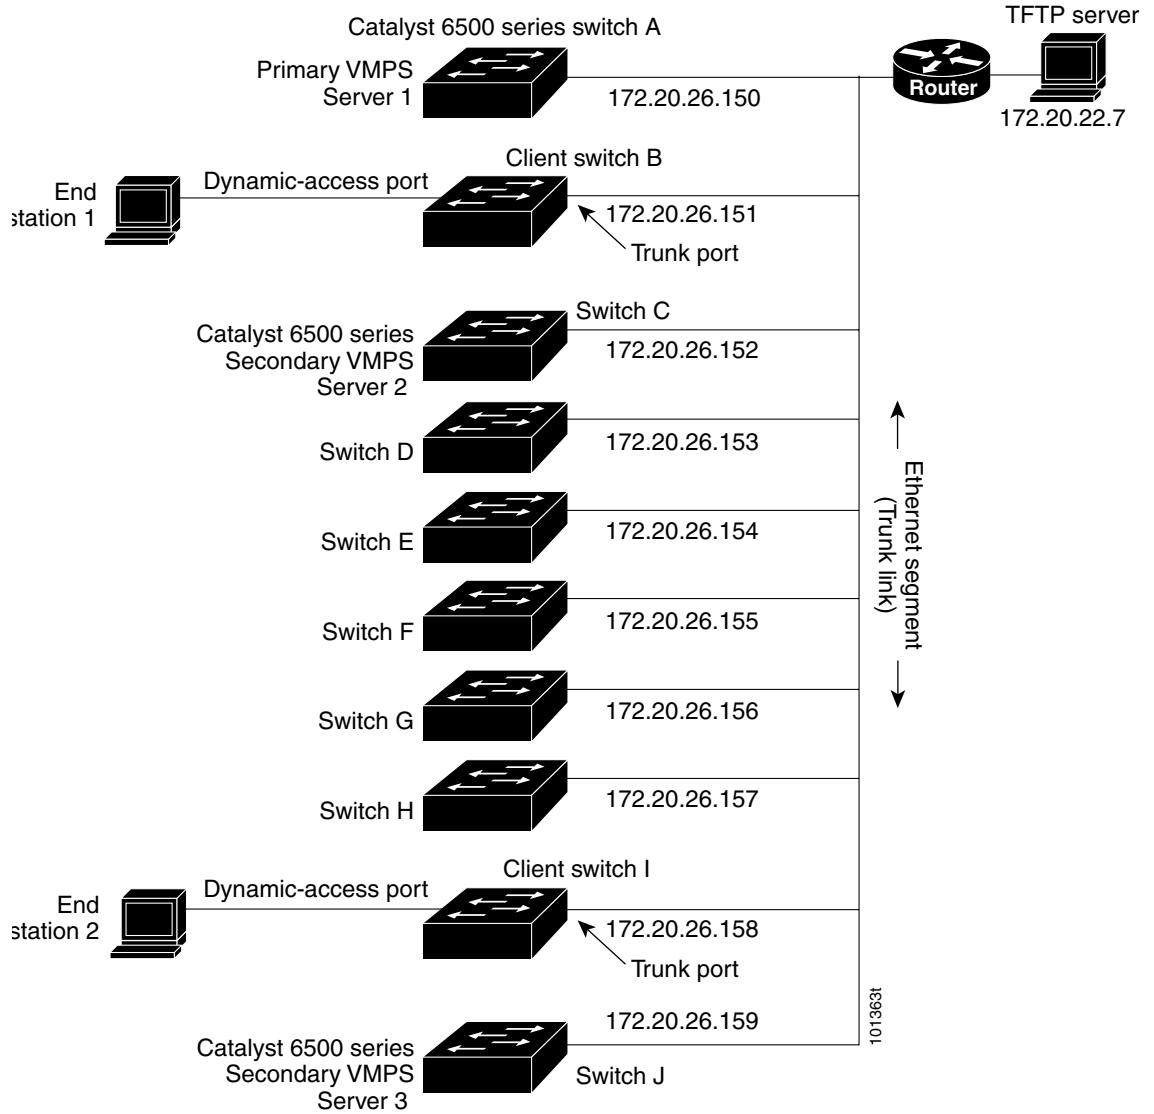 TFTP server
Catalyst 6500 series switch A
Primary VMPS
Server 1
172.20.26.150
Router
172.20.22.7
Client switch B
Dynamic-access port
End
station 1
172.20.26.151
Trunk port
Switch C
Catalyst 6500 series
Secondary VMPS
Server 2
172.20.26.152
Switch D
172.20.26.153
Switch E
172.20.26.154
Ethernet segment
(Trunk link)
Switch F
172.20.26.155
Switch G
172.20.26.156
Switch H
172.20.26.157
Client switch I
Dynamic-access port
End
station 2
172.20.26.158
Trunk port
101363t
172.20.26.159
Catalyst 6500 series
Secondary VMPS
Server 3
Switch J